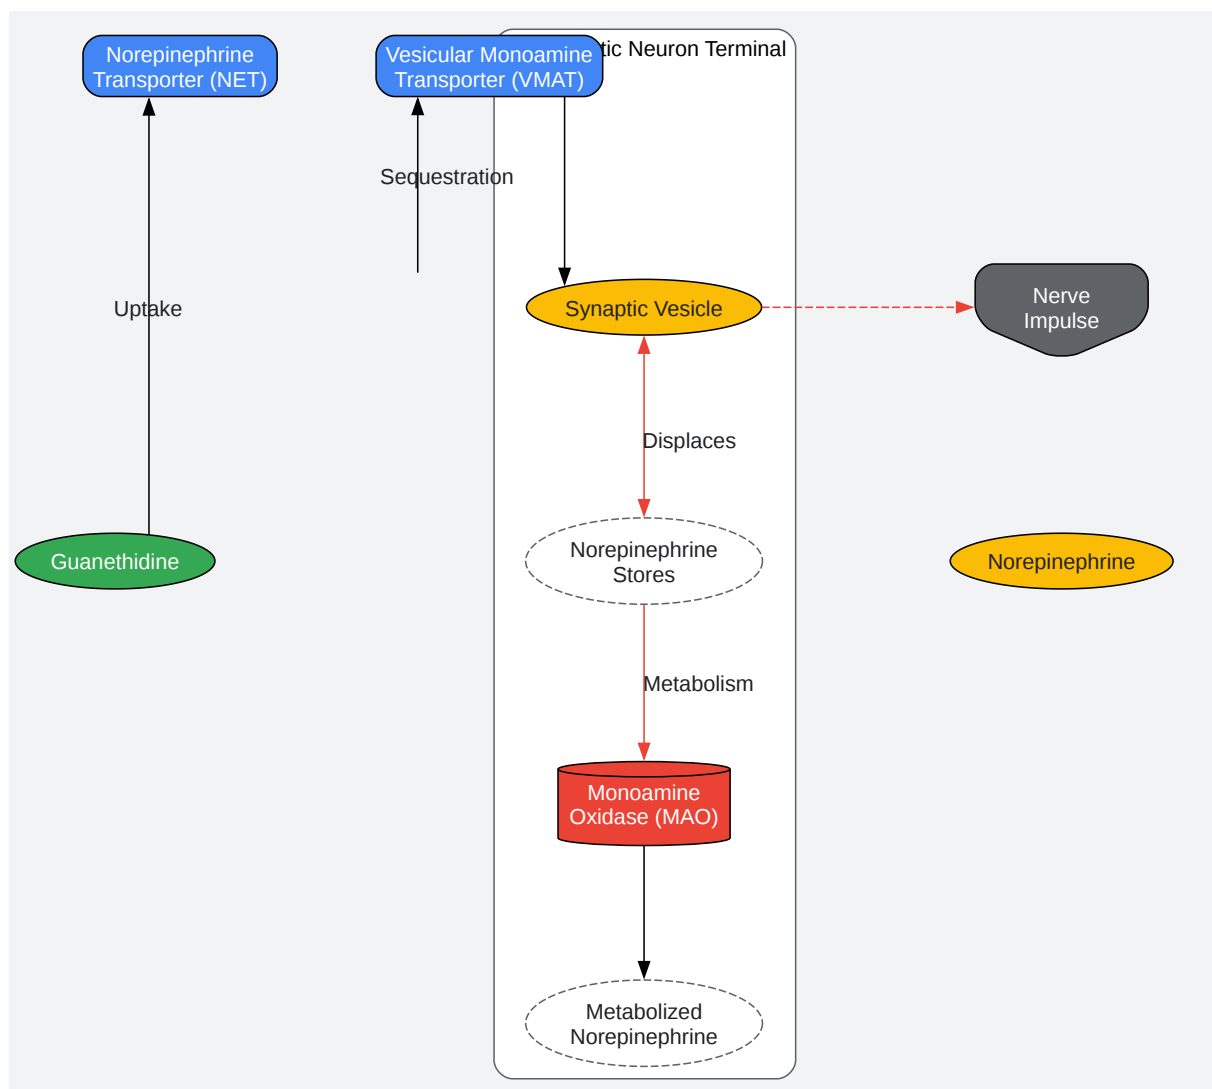 Norepinephrine
Transporter (NET)
Vesicular Monoamine
Transporter (VMAT)
tic Neuron Terminal
Sequestration
Uptake
Synaptic Vesicle
Nerve
Impulse
Displaces
Guanethidine
Norepinephrine
Stores
Norepinephrine
Metabolism
Monoamine
Oxidase (MAO)
Metabolized
Norepinephrine